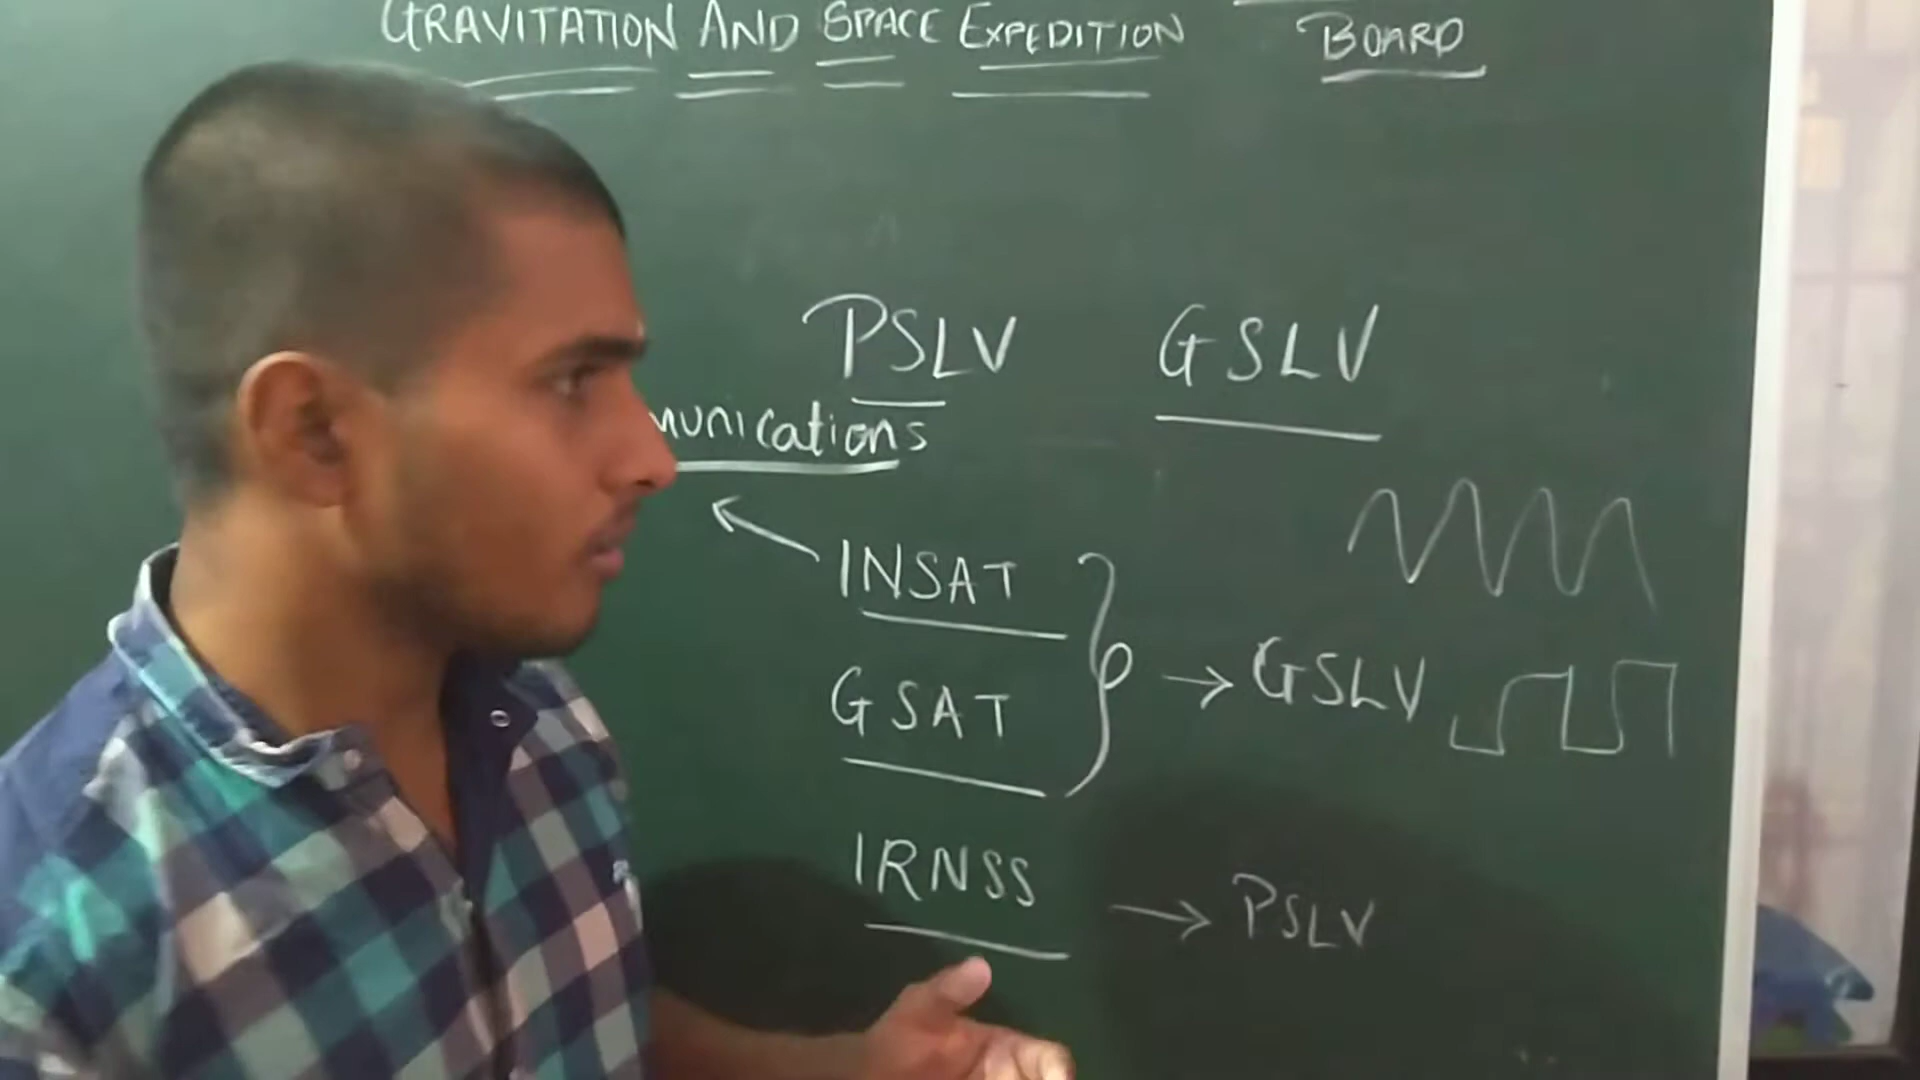 GRAVITATION AND SPACE EXPEDITION
BOARD
PSLV GSLV
munications
INSAT
GSAT → GSLV
IRNSS → PSLV